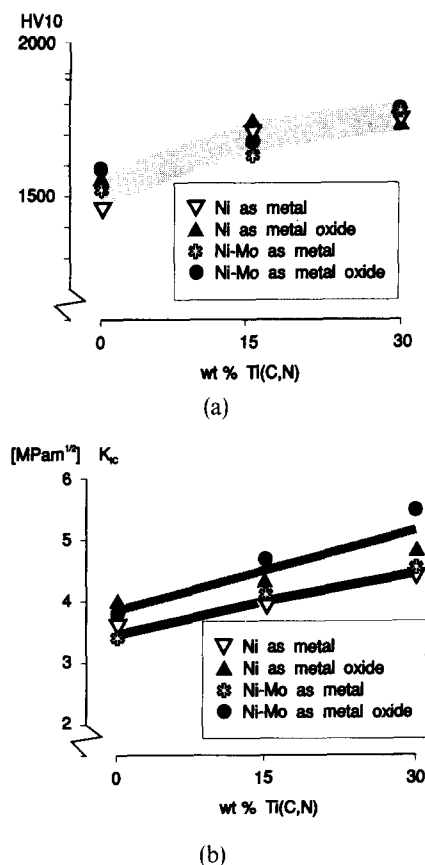 HV10
2000
1500
▽ Ni as metal
▲ Ni as metal oxide
✲ Ni-Mo as metal
● Ni-Mo as metal oxide
0 15 30
wt % Ti(C,N)
(a)
[MPam^1/2] K_Ic
6
5
4
3
2
▽ Ni as metal
▲ Ni as metal oxide
✲ Ni-Mo as metal
● Ni-Mo as metal oxide
0 15 30
wt % Ti(C,N)
(b)